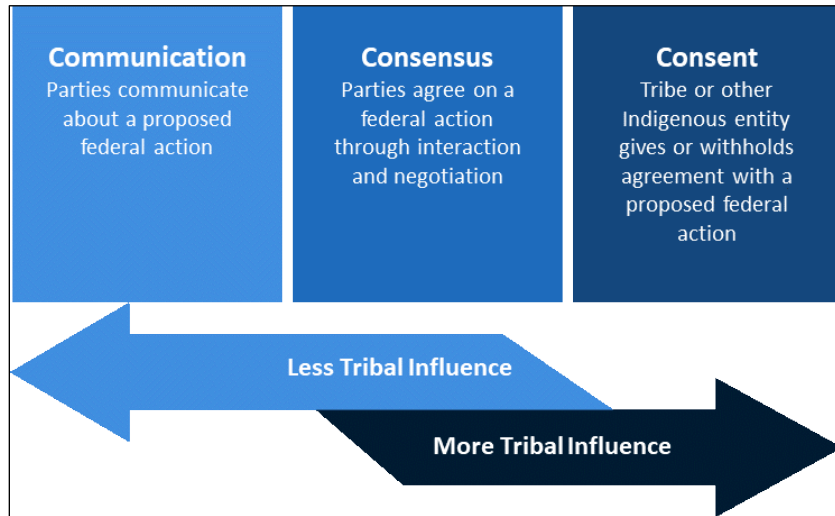 Communication
Parties communicate
about a proposed
federal action
Consensus
Parties agree on a
federal action
through interaction
and negotiation
Consent
Tribe or other
Indigenous entity
gives or withholds
agreement with a
proposed federal
action
Less Tribal Influence
More Tribal Influence